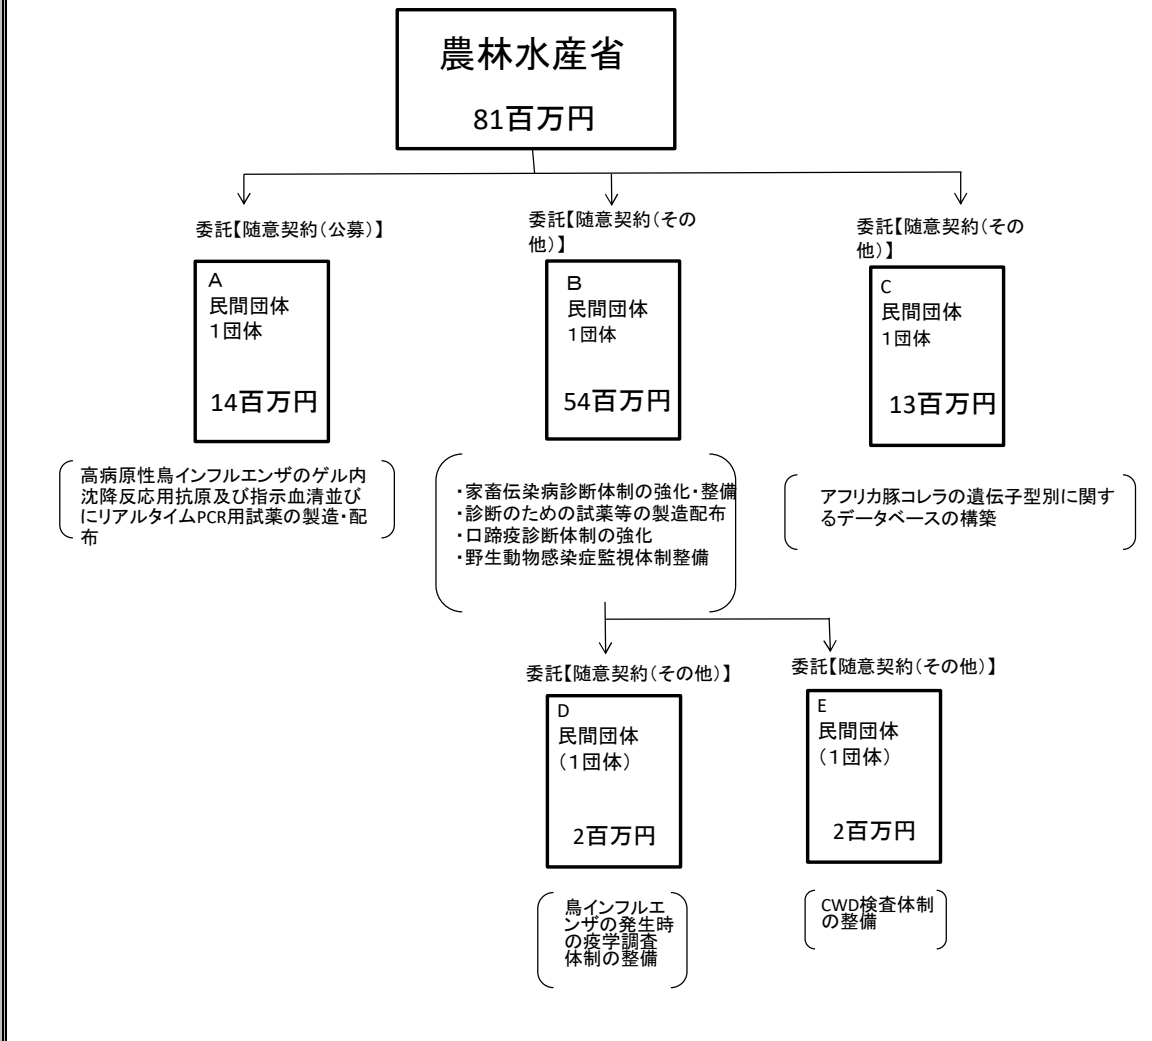 農林水産省
81百万円
委託【随意契約（公募）】
A
民間団体
1団体
14百万円
高病原性鳥インフルエンザのゲル内
沈降反応用抗原及び指示血清並び
にリアルタイムPCR用試薬の製造・配
布
委託【随意契約（その
他）】
B
民間団体
1団体
54百万円
・家畜伝染病診断体制の強化・整備
・診断のための試薬等の製造配布
・口蹄疫診断体制の強化
・野生動物感染症監視体制整備
委託【随意契約（その
他）】
C
民間団体
1団体
13百万円
アフリカ豚コレラの遺伝子型別に関す
るデータベースの構築
委託【随意契約（その他）】
D
民間団体
（１団体）
2百万円
鳥インフルエ
ンザの発生時
の疫学調査
体制の整備
委託【随意契約（その他）】
E
民間団体
（１団体）
2百万円
CWD検査体制
の整備